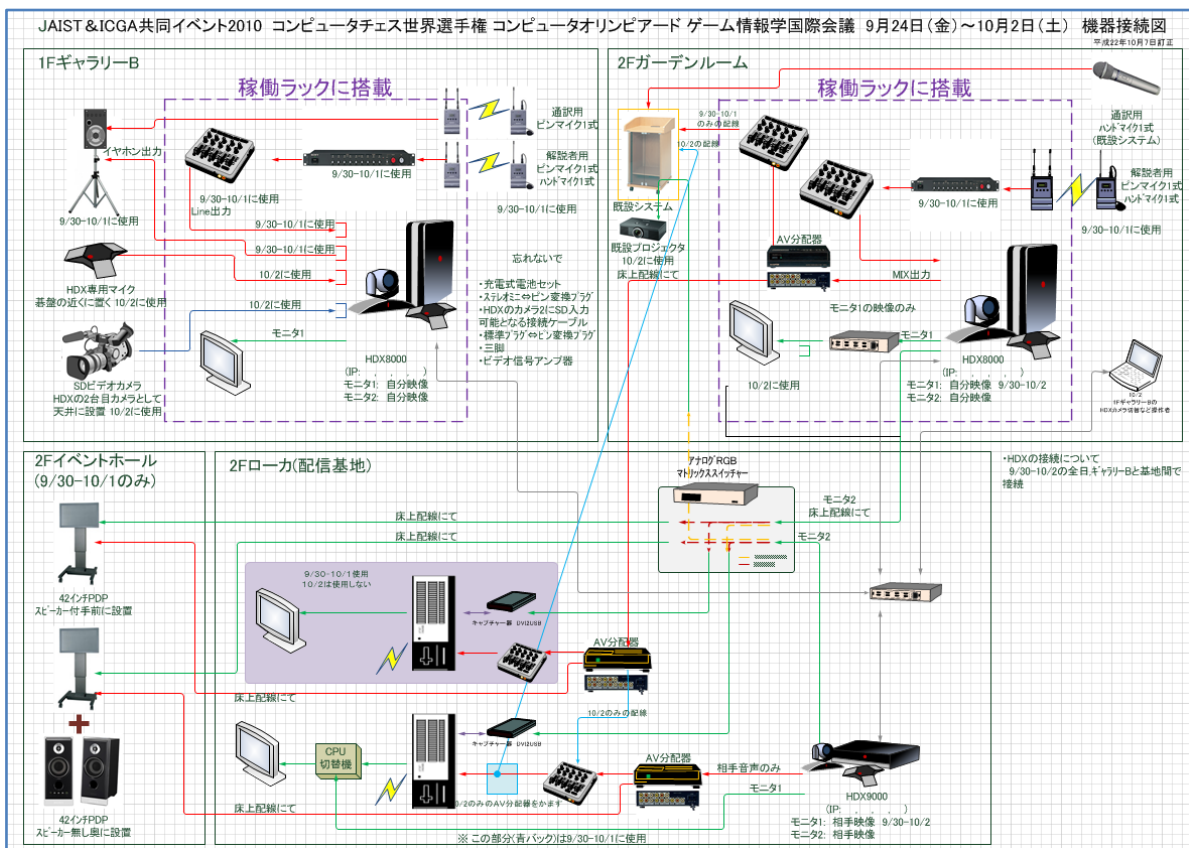 JAIST＆ICGA共同イベント2010 コンピュータチェス世界選手権 コンピュータオリンピアード ゲーム情報学国際会議 9月24日(金)～10月2日(土) 機器接続図
平成22年10月7日訂正
1FギャラリーB
稼働ラックに搭載
通訳用
ピンマイク1式
イヤホン出力
解説者用
ピンマイク1式
ハンドマイク1式
9/30-10/1に使用
9/30-10/1に使用
9/30-10/1に使用
Line出力
9/30-10/1に使用
9/30-10/1に使用
9/30-10/1に使用
10/2に使用
HDX専用マイク
碁盤の近くに置く 10/2に使用
10/2に使用
モニタ1
忘れないで
・充電式電池セット
・ステレオミニ⇔ピン変換プラグ
・HDXのカメラ2にSD入力
可能となる接続ケーブル
・標準プラグ⇔ピン変換プラグ
・三脚
・ビデオ信号アンプ器
SDビデオカメラ
HDXの2台目カメラとして
天井に設置 10/2に使用
HDX8000
(IP: . . . )
モニタ1: 自分映像
モニタ2: 自分映像
2Fガーデンルーム
稼働ラックに搭載
9/30-10/1
のみの配線
10/2の配線
通訳用
ハンドマイク1式
(既設システム)
解説者用
ピンマイク1式
ハンドマイク1式
9/30-10/1に使用
9/30-10/1に使用
既設システム
既設プロジェクタ
10/2に使用
床上配線にて
AV分配器
MIX出力
モニタ1の映像のみ
モニタ1
10/2に使用
HDX8000
(IP: . . . )
モニタ1: 自分映像 9/30-10/2
モニタ2: 自分映像
10/2
1FギャラリーBの
HDXカメラ切替など操作者
・HDXの接続について
9/30-10/2の全日、ギャラリーBと基地間で
接続
2Fイベントホール
(9/30-10/1のみ)
42インチPDP
スピーカー付手前に設置
42インチPDP
スピーカー無し奥に設置
2Fローカ(配信基地)
アナログRGB
マトリックススイッチャー
床上配線にて
モニタ2
床上配線にて
床上配線にて
モニタ2
9/30-10/1使用
10/2は使用しない
キャプチャー器 DVI2USB
AV分配器
床上配線にて
10/2のみの配線
CPU
切替機
キャプチャー器 DVI2USB
AV分配器
相手音声のみ
モニタ1
/2のみのAV分配器をかます
床上配線にて
HDX9000
(IP: . . . )
モニタ1: 相手映像 9/30-10/2
モニタ2: 相手映像
※ この部分(青バック)は9/30-10/1に使用